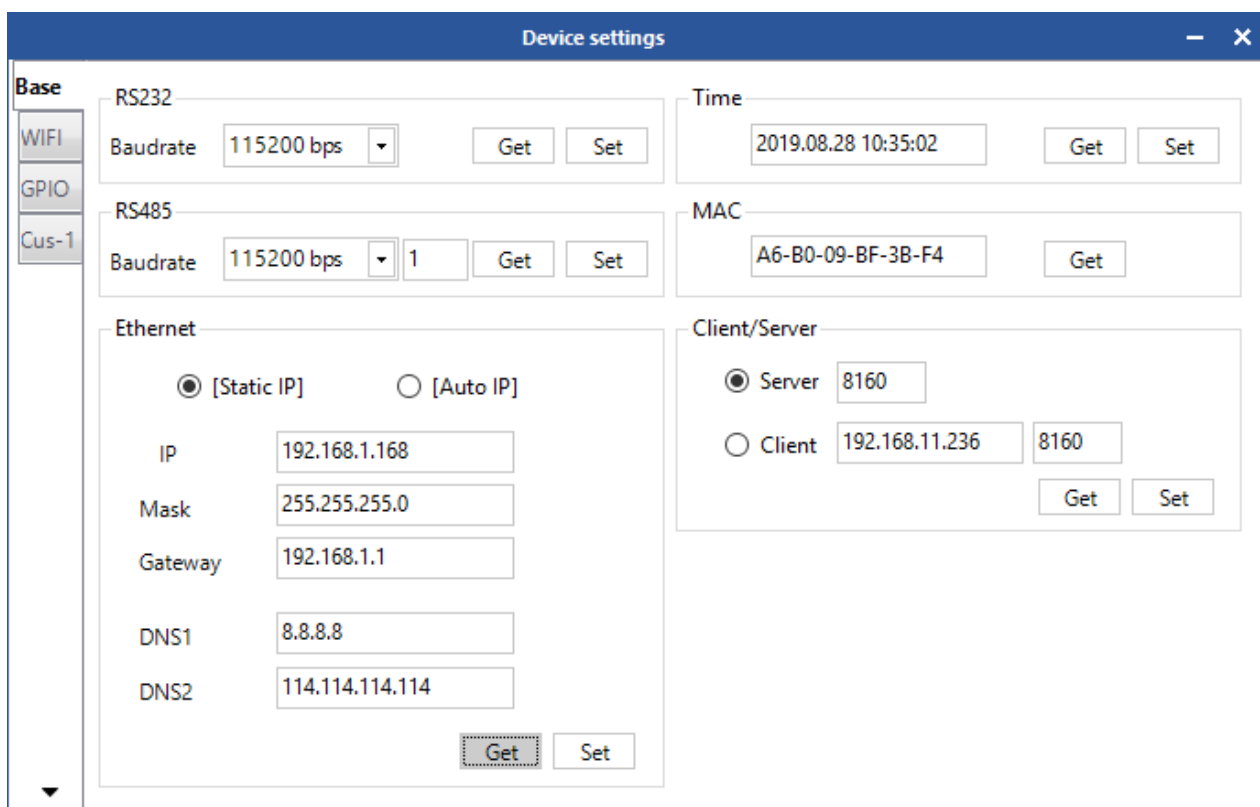 Device settings
Base
WIFI
GPIO
Cus-1
RS232
Baudrate 115200 bps Get Set
RS485
Baudrate 115200 bps 1 Get Set
Ethernet
[Static IP] [Auto IP]
IP 192.168.1.168
Mask 255.255.255.0
Gateway 192.168.1.1
DNS1 8.8.8.8
DNS2 114.114.114.114
Get Set
Time
2019.08.28 10:35:02 Get Set
MAC
A6-B0-09-BF-3B-F4 Get
Client/Server
Server 8160
Client 192.168.11.236 8160
Get Set